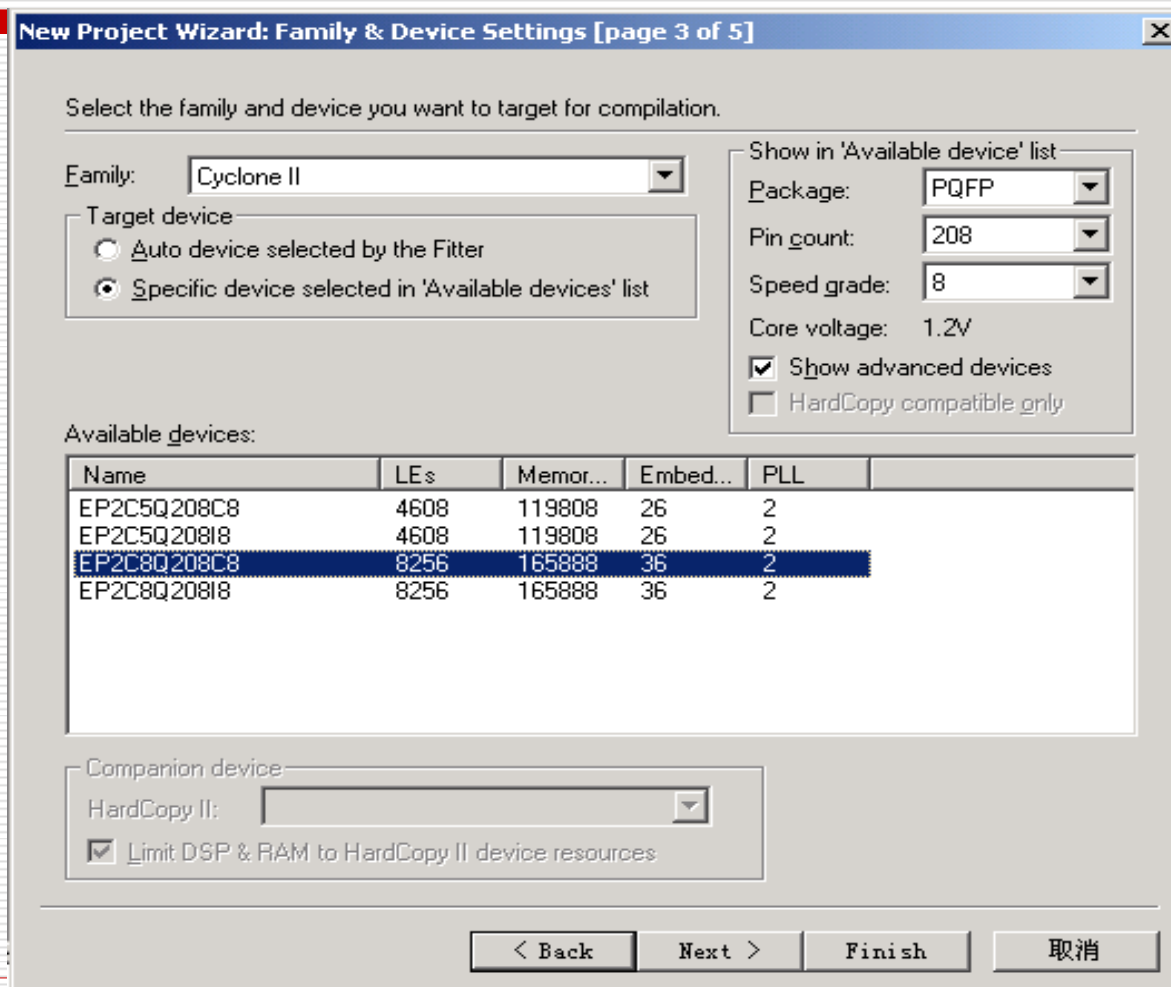 New Project Wizard: Family & Device Settings [page 3 of 5]
Select the family and device you want to target for compilation.
Family: Cyclone II
Target device
Auto device selected by the Fitter
Specific device selected in 'Available devices' list
Show in 'Available device' list
Package: PQFP
Pin count: 208
Speed grade: 8
Core voltage: 1.2V
Show advanced devices
HardCopy compatible only
Available devices:
Name LEs Memor... Embed... PLL
EP2C5Q208C8 4608 119808 26 2
EP2C5Q208I8 4608 119808 26 2
EP2C8Q208C8 8256 165888 36 2
EP2C8Q208I8 8256 165888 36 2
Companion device
HardCopy II:
Limit DSP & RAM to HardCopy II device resources
< Back Next > Finish 取消